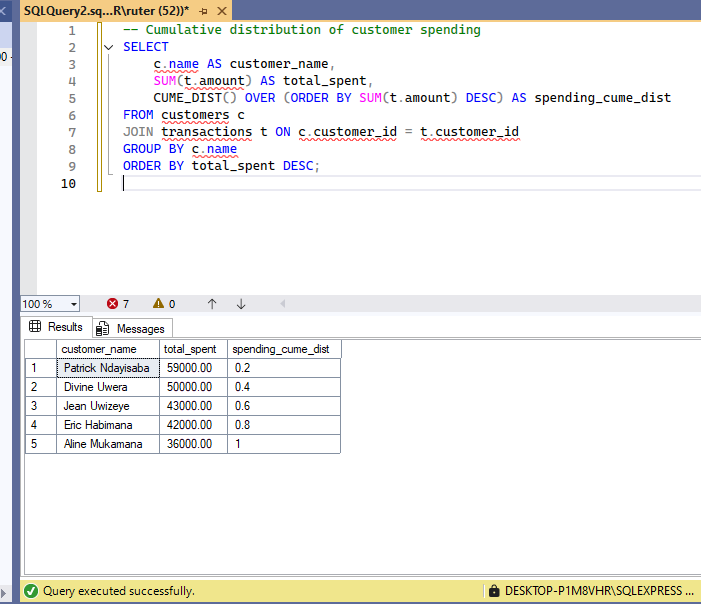 SQLQuery2.sq...R\ruter (52))*
1 -- Cumulative distribution of customer spending
2 SELECT
3 c.name AS customer_name,
4 SUM(t.amount) AS total_spent,
5 CUME_DIST() OVER (ORDER BY SUM(t.amount) DESC) AS spending_cume_dist
6 FROM customers c
7 JOIN transactions t ON c.customer_id = t.customer_id
8 GROUP BY c.name
9 ORDER BY total_spent DESC;
10
100 % 7 0
Results Messages
customer_name total_spent spending_cume_dist
1 Patrick Ndayisaba 59000.00 0.2
2 Divine Uwera 50000.00 0.4
3 Jean Uwizeye 43000.00 0.6
4 Eric Habimana 42000.00 0.8
5 Aline Mukamana 36000.00 1
Query executed successfully. DESKTOP-P1M8VHR\SQLEXPRESS ...